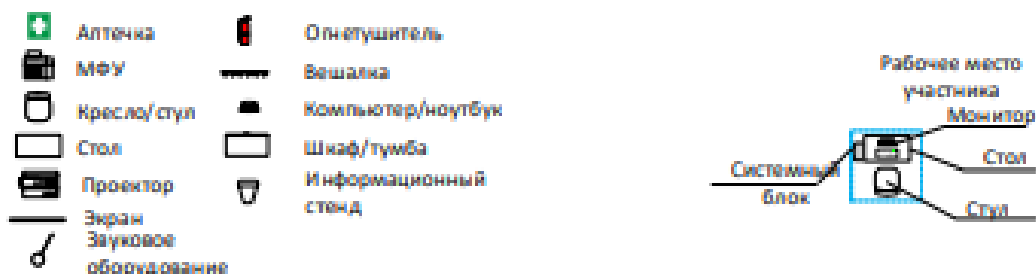 Аптечка
МФУ
Кресло/стул
Стол
Проектор
Экран
Звуковое
оборудование
Огнетушитель
Вешалка
Компьютер/ноутбук
Шкаф/тумба
Информационный
стенд
Рабочее место
участника
Монитор
Стол
Системный
блок
Стул